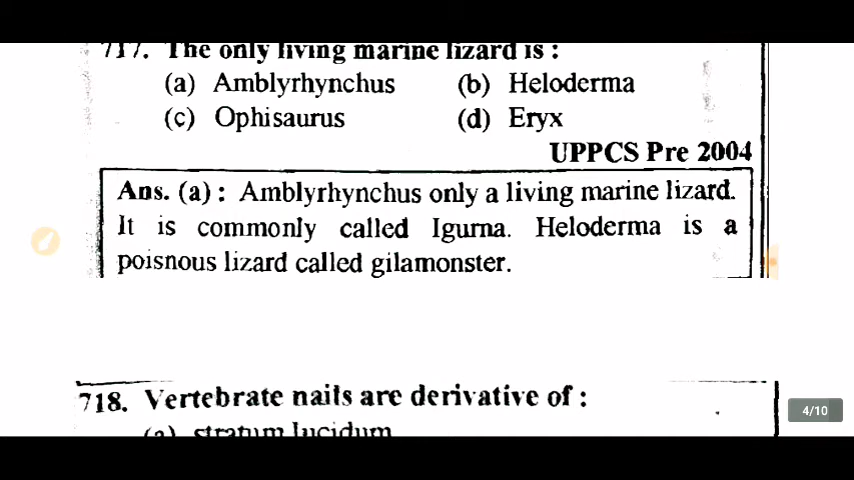 717. The only living marine lizard is :
(a) Amblyrhynchus (b) Heloderma
(c) Ophisaurus (d) Eryx
UPPCS Pre 2004
Ans. (a) : Amblyrhynchus only a living marine lizard.
It is commonly called Igurna. Heloderma is a
poisnous lizard called gilamonster.
718. Vertebrate nails are derivative of :
(a) stratum lucidum
4/10